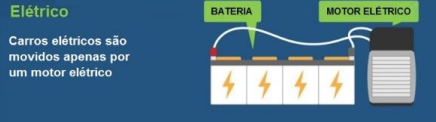 Elétrico
BATERIA
MOTOR ELÉTRICO
Carros elétricos são
movidos apenas por
um motor elétrico